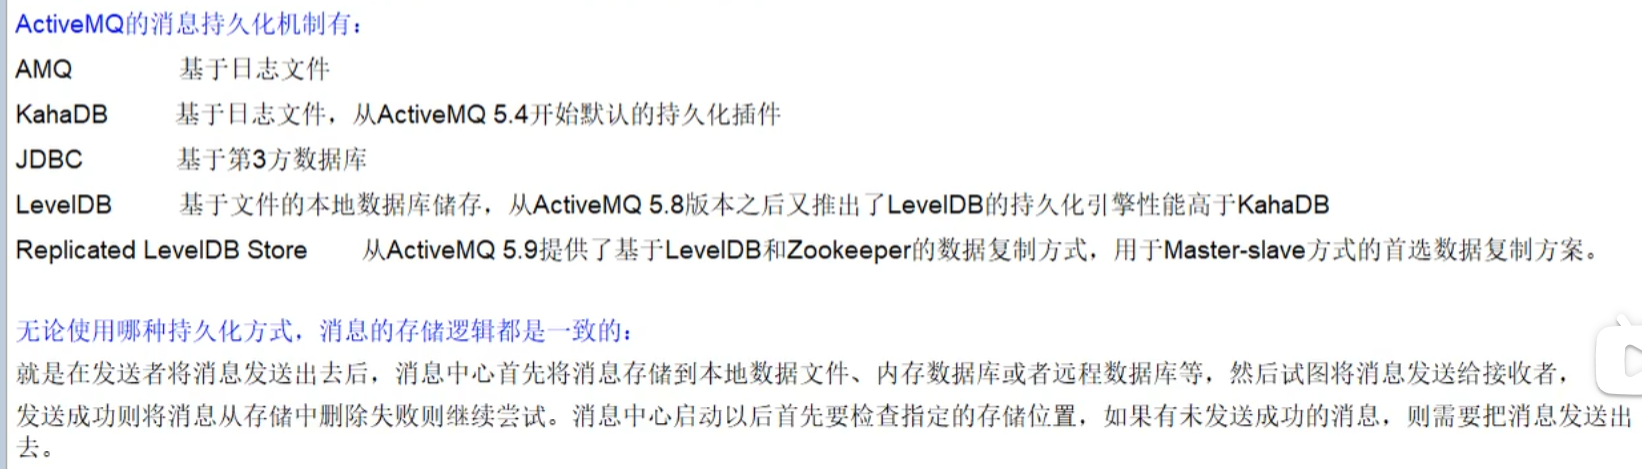 ActiveMQ的消息持久化机制有：
AMQ 基于日志文件
KahaDB 基于日志文件，从ActiveMQ 5.4开始默认的持久化插件
JDBC 基于第3方数据库
LevelDB 基于文件的本地数据库储存，从ActiveMQ 5.8版本之后又推出了LevelDB的持久化引擎性能高于KahaDB
Replicated LevelDB Store 从ActiveMQ 5.9提供了基于LevelDB和Zookeeper的数据复制方式，用于Master-slave方式的首选数据复制方案。
无论使用哪种持久化方式，消息的存储逻辑都是一致的：
就是在发送者将消息发送出去后，消息中心首先将消息存储到本地数据文件、内存数据库或者远程数据库等，然后试图将消息发送给接收者，
发送成功则将消息从存储中删除失败则继续尝试。消息中心启动以后首先要检查指定的存储位置，如果有未发送成功的消息，则需要把消息发送出
去。